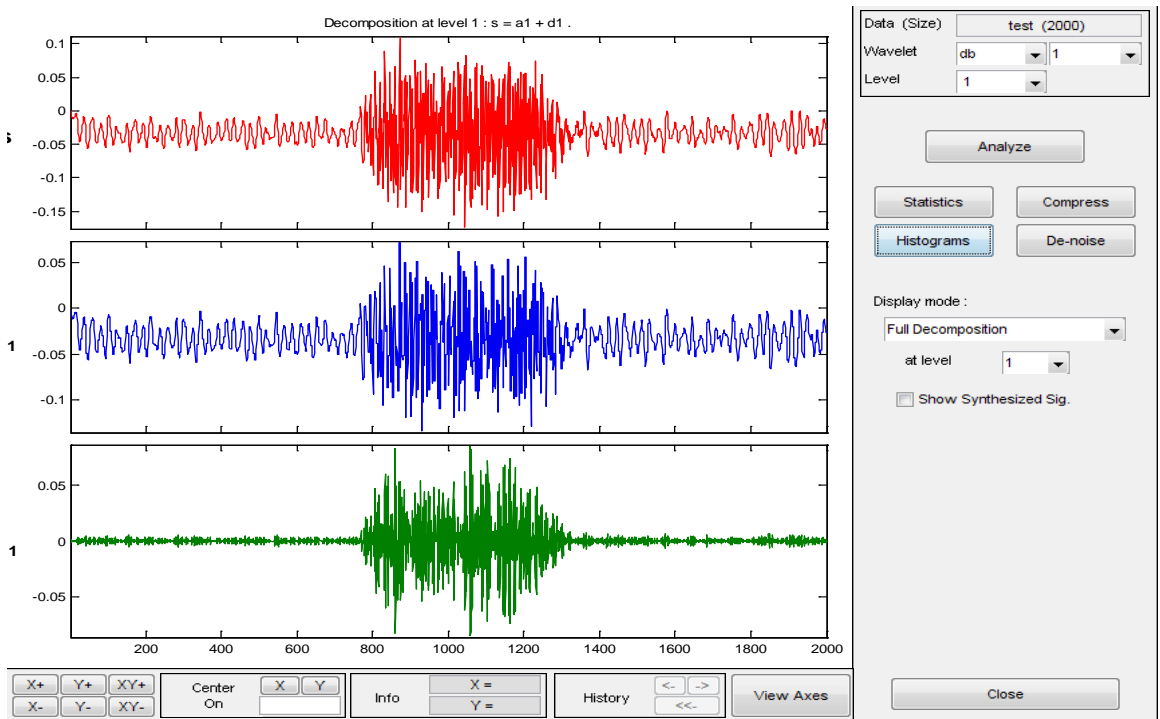 Decomposition at level 1 : s = a1 + d1 .
0.1
0.05
0
-0.05
-0.1
-0.15
s
0.05
0
-0.05
-0.1
1
0.05
0
-0.05
1
200 400 600 800 1000 1200 1400 1600 1800 2000
Data (Size) test (2000)
Wavelet db 1
Level 1
Analyze
Statistics Compress
Histograms De-noise
Display mode :
Full Decomposition
at level 1
Show Synthesized Sig.
X+ Y+ XY+
X- Y- XY-
Center On
X Y
Info
X =
Y =
History
<- ->
<<-
View Axes
Close